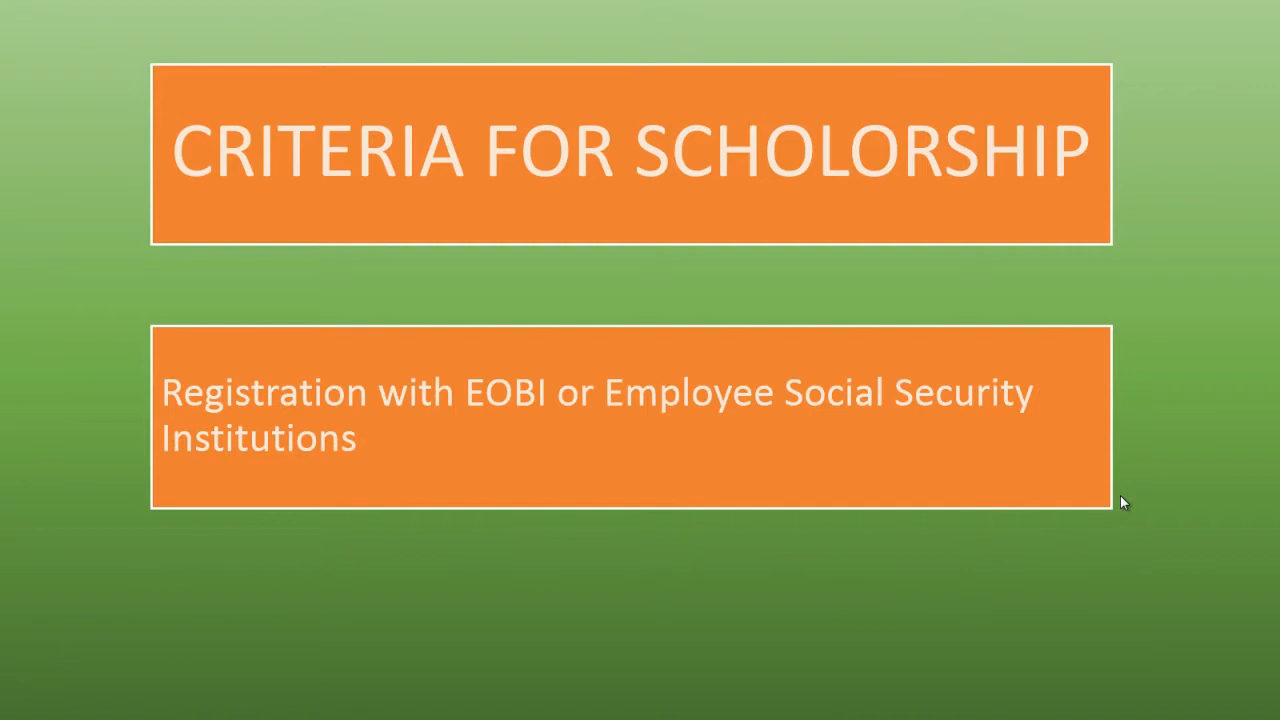 CRITERIA FOR SCHOLORSHIP
Registration with EOBI or Employee Social Security
Institutions